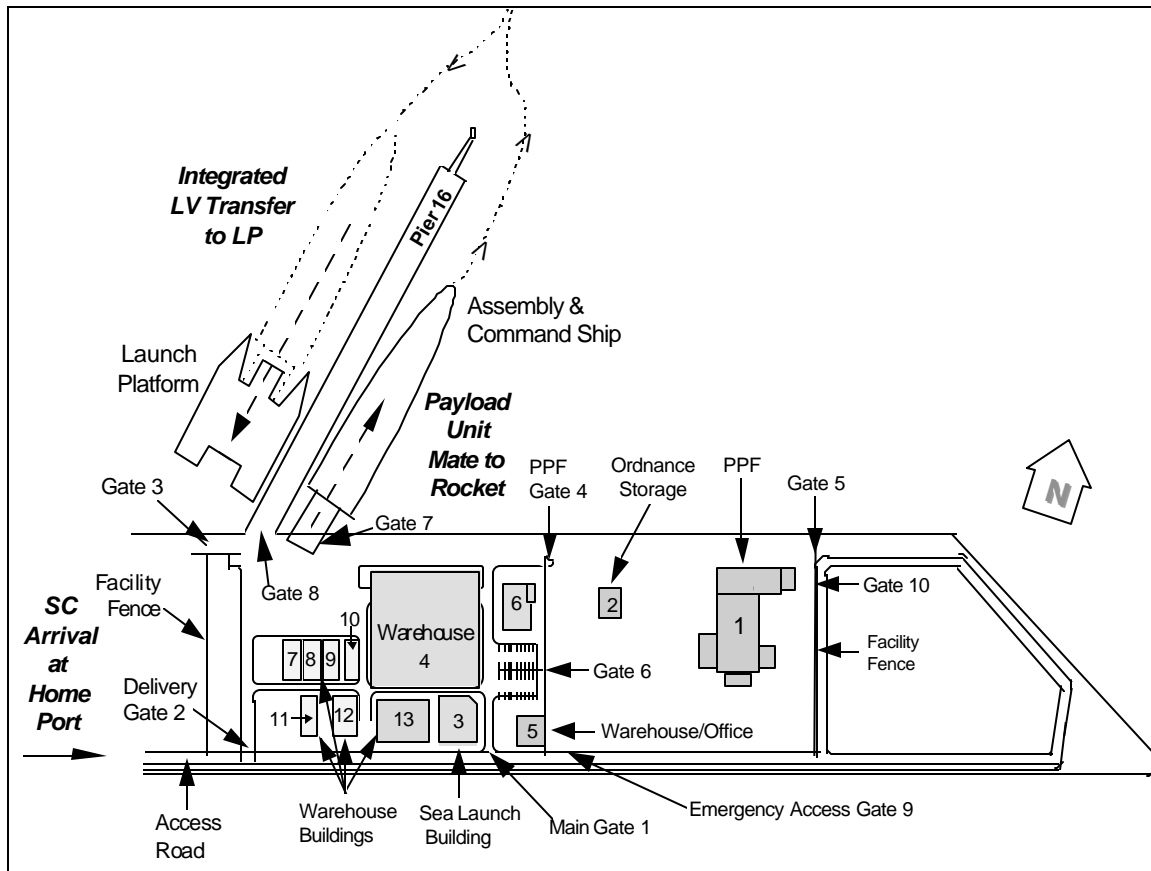 Integrated
LV Transfer
to LP
Pier 16
Assembly &
Command Ship
Launch
Platform
Payload
Unit
Mate to
Rocket
PPF
Gate 4
Ordnance
Storage
PPF
Gate 5
N
Gate 3
Gate 7
Facility
Fence
Gate 8
10
6
2
1
Gate 10
SC
Arrival
at
Home
Port
Warehouse
4
7
8
9
Gate 6
Facility
Fence
Delivery
Gate 2
11
12
13
3
5
Warehouse/Office
Access
Road
Warehouse
Buildings
Sea Launch
Building
Main Gate 1
Emergency Access Gate 9